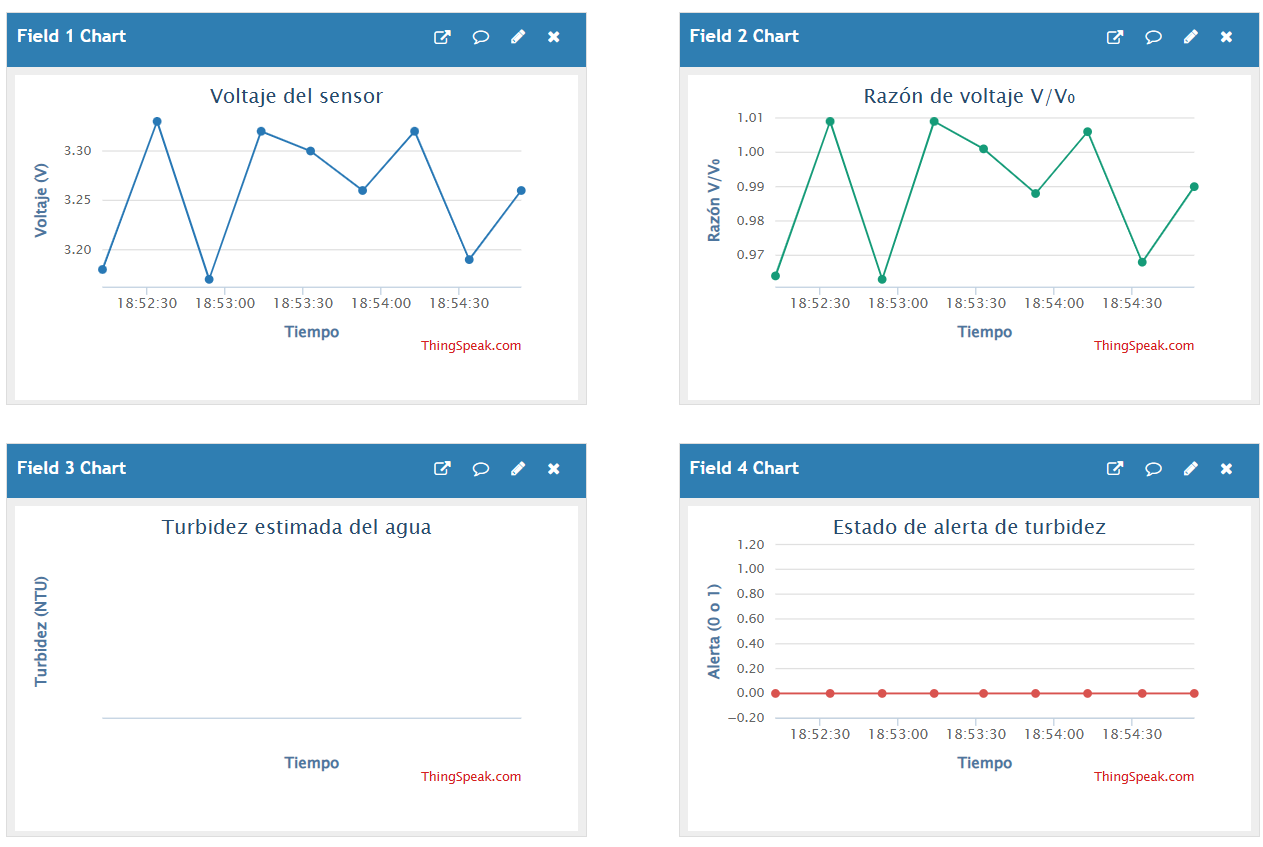 Field 1 Chart
Voltaje del sensor
Voltaje (V)
3.30
3.25
3.20
18:52:30 18:53:00 18:53:30 18:54:00 18:54:30
Tiempo
ThingSpeak.com
Field 2 Chart
Razón de voltaje V/V₀
Razón V/V₀
1.01
1.00
0.99
0.98
0.97
18:52:30 18:53:00 18:53:30 18:54:00 18:54:30
Tiempo
ThingSpeak.com
Field 3 Chart
Turbidez estimada del agua
Turbidez (NTU)
Tiempo
ThingSpeak.com
Field 4 Chart
Estado de alerta de turbidez
Alerta (0 o 1)
1.20
1.00
0.80
0.60
0.40
0.20
0.00
−0.20
18:52:30 18:53:00 18:53:30 18:54:00 18:54:30
Tiempo
ThingSpeak.com